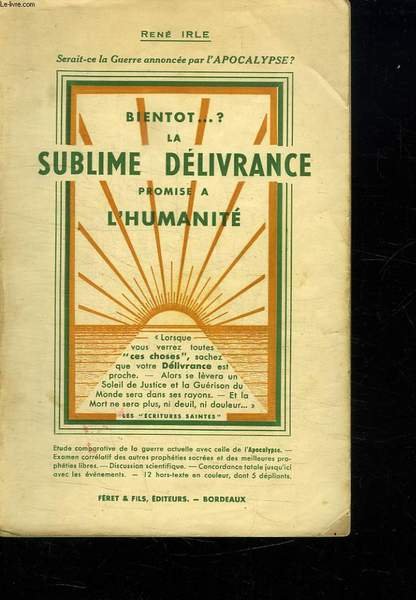 Le-livre.com
RENÉ IRLE
Serait-ce la Guerre annoncée par l'APOCALYPSE ?
BIENTOT...?
LA
SUBLIME DÉLIVRANCE
PROMISE A
L'HUMANITÉ
« Lorsque
vous verrez toutes
"ces choses", sachez
que votre Délivrance est
proche. — Alors se lèvera un
Soleil de Justice et la Guérison du
Monde sera dans ses rayons. — Et la
Mort ne sera plus, ni deuil, ni douleur... »
LES "ÉCRITURES SAINTES"
Etude comparative de la guerre actuelle avec celle de l'Apocalypse. —
Examen corrélatif des autres prophéties sacrées et des meilleures pro-
phéties libres. — Discussion scientifique. — Concordance totale jusqu'ici
avec les événements. — 12 hors-texte en couleur, dont 5 dépliants.
FÉRET & FILS, ÉDITEURS. — BORDEAUX